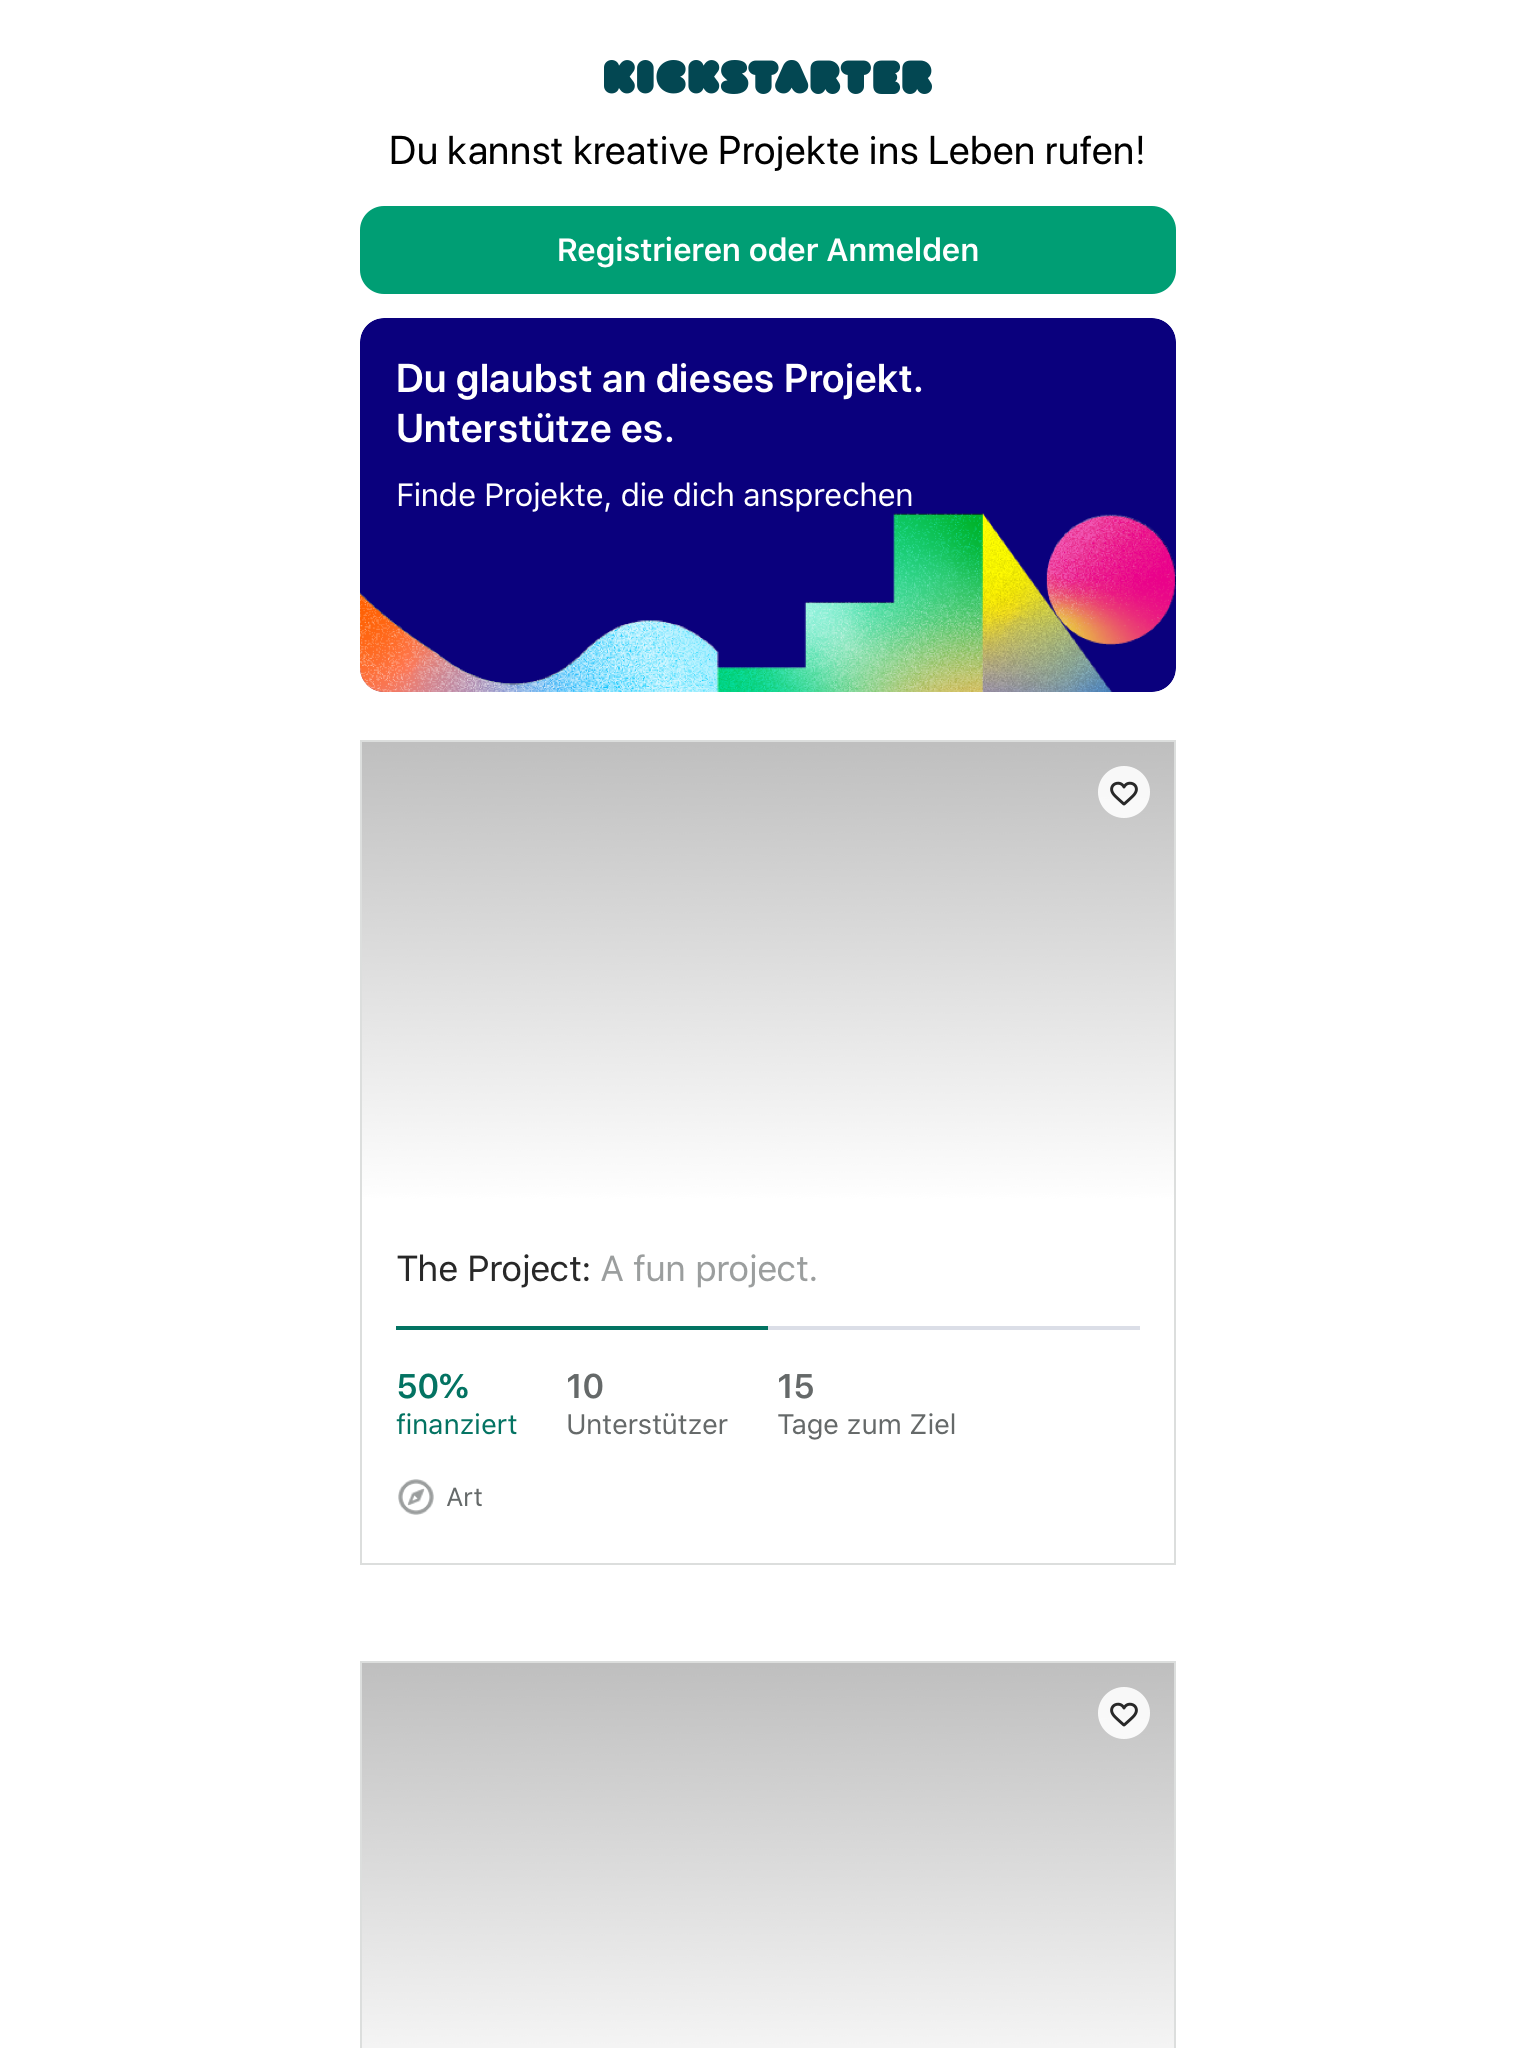 KICKSTARTER
Du kannst kreative Projekte ins Leben rufen!
Registrieren oder Anmelden
Du glaubst an dieses Projekt.
Unterstütze es.
Finde Projekte, die dich ansprechen
The Project: A fun project.
50% 10 15
finanziert Unterstützer Tage zum Ziel
Art